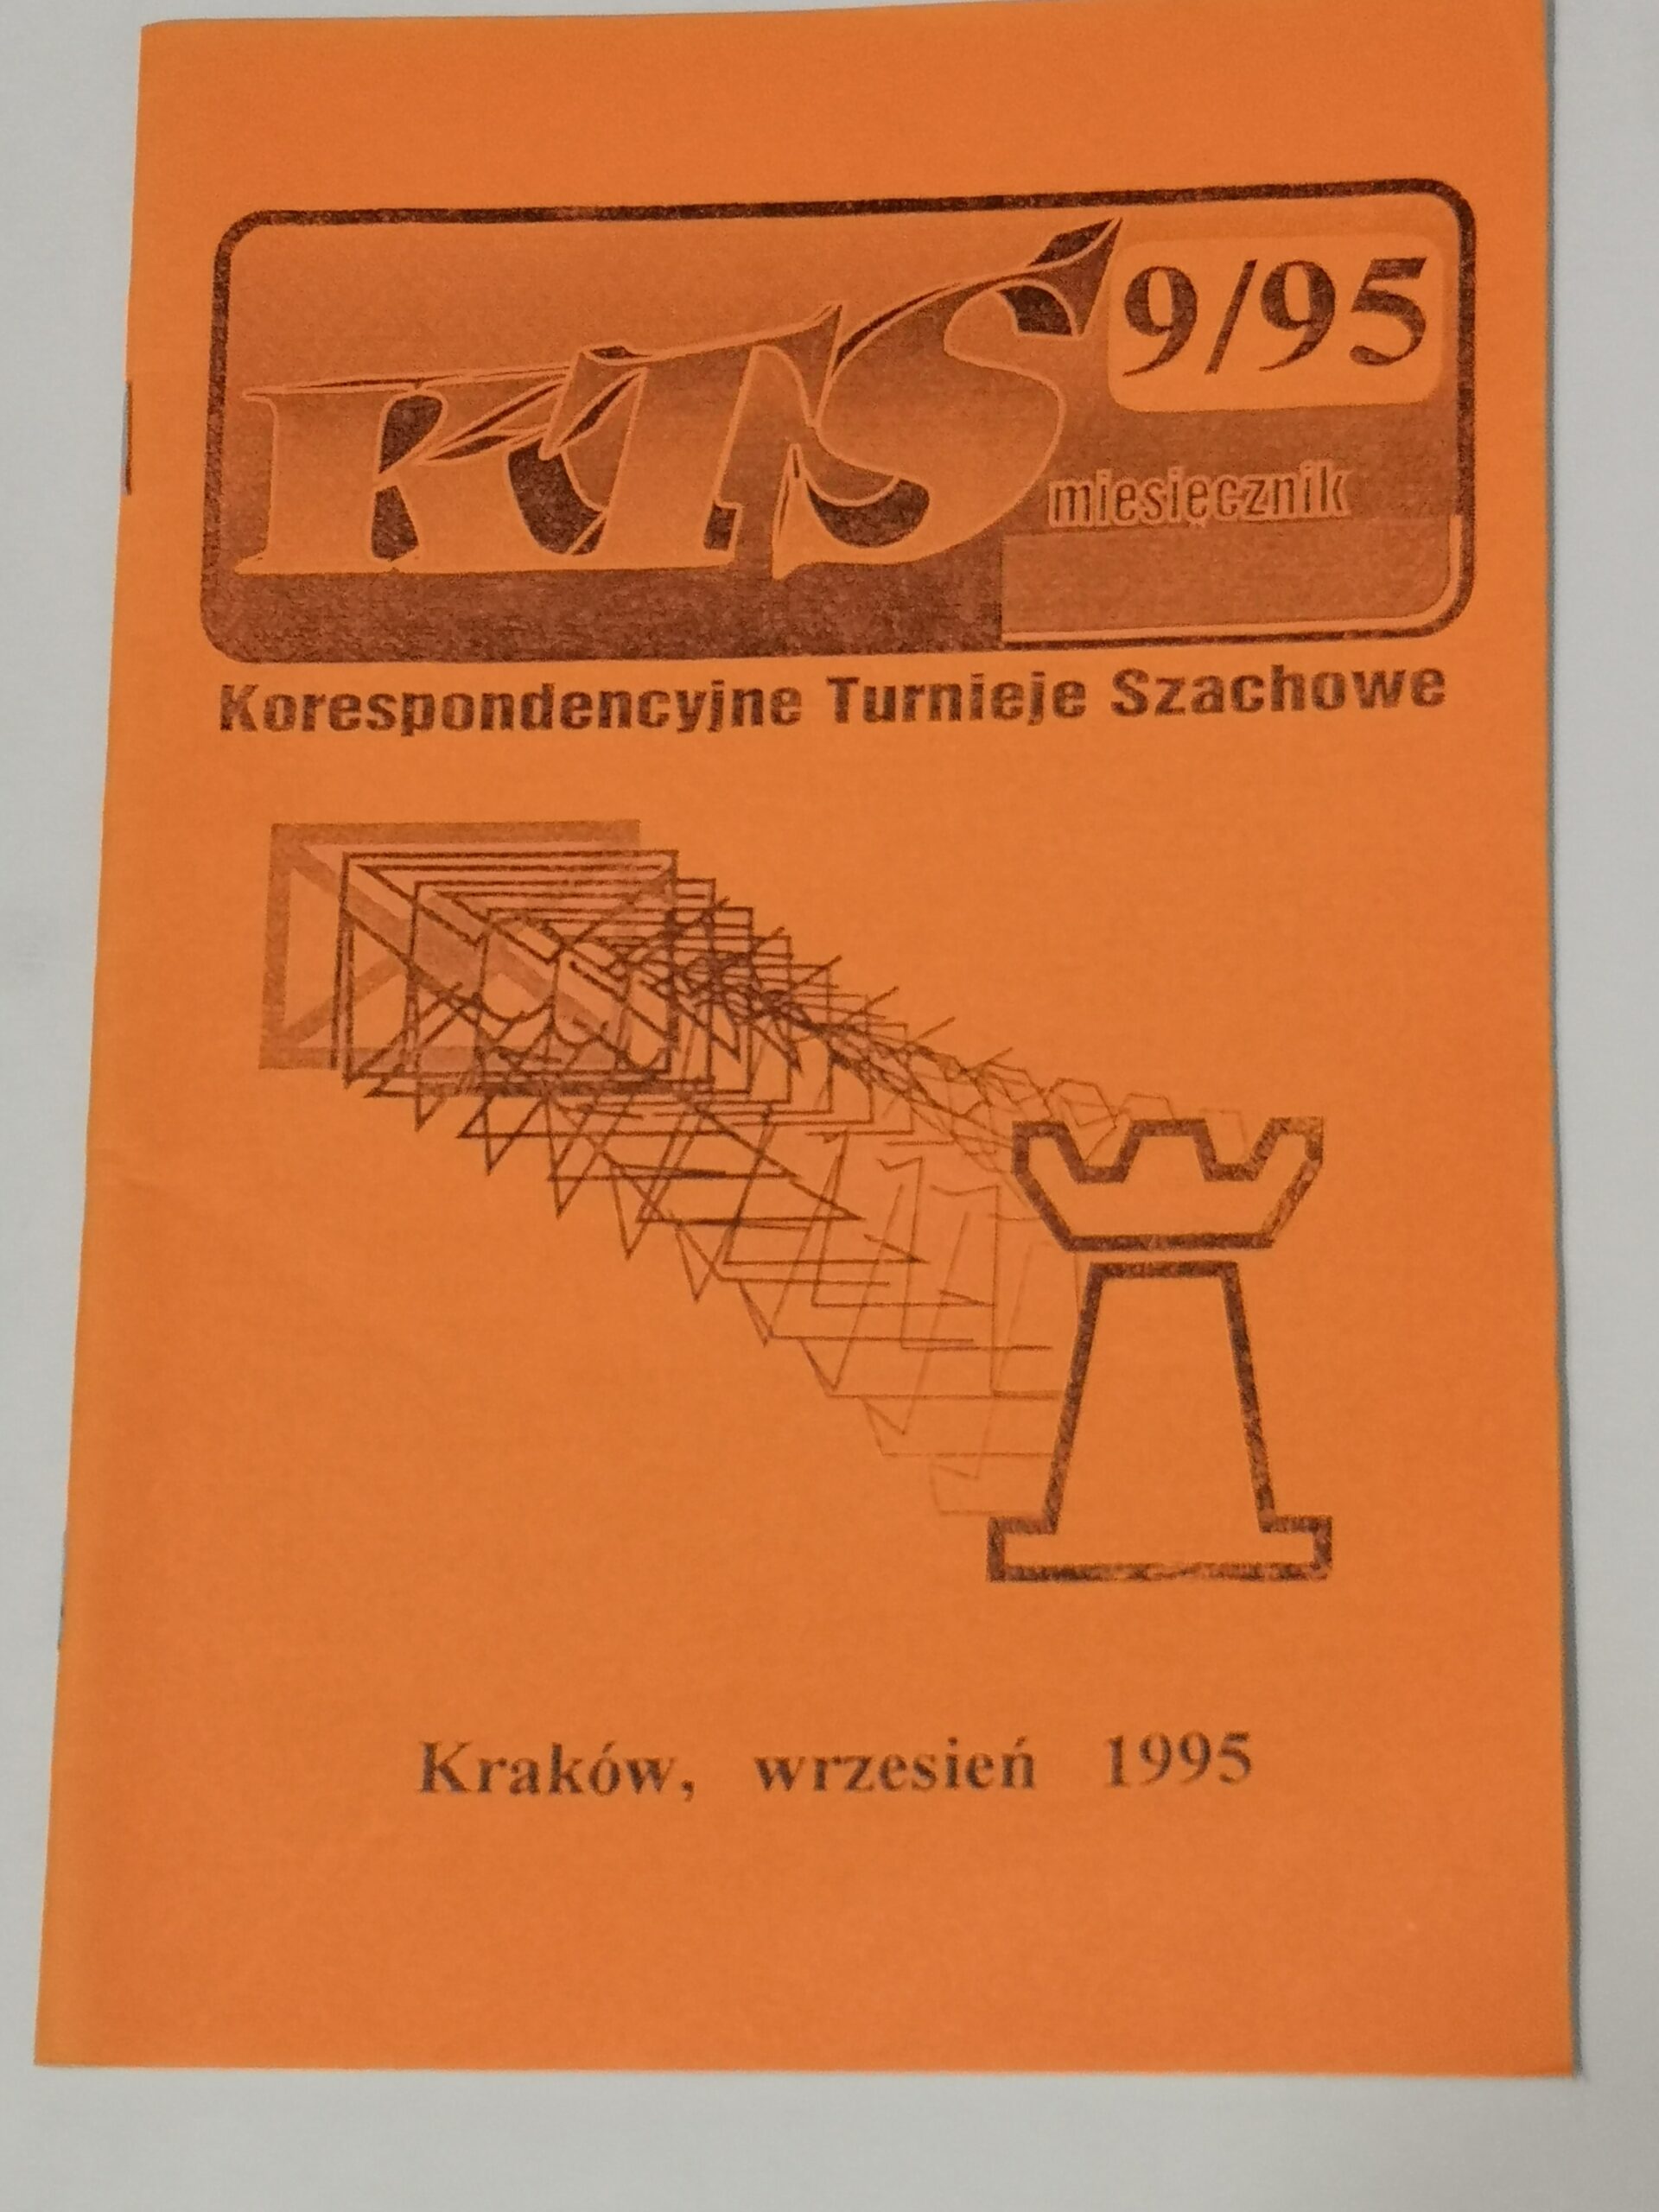 KTS
9/95
miesięcznik
Korespondencyjne Turnieje Szachowe
Kraków, wrzesień 1995